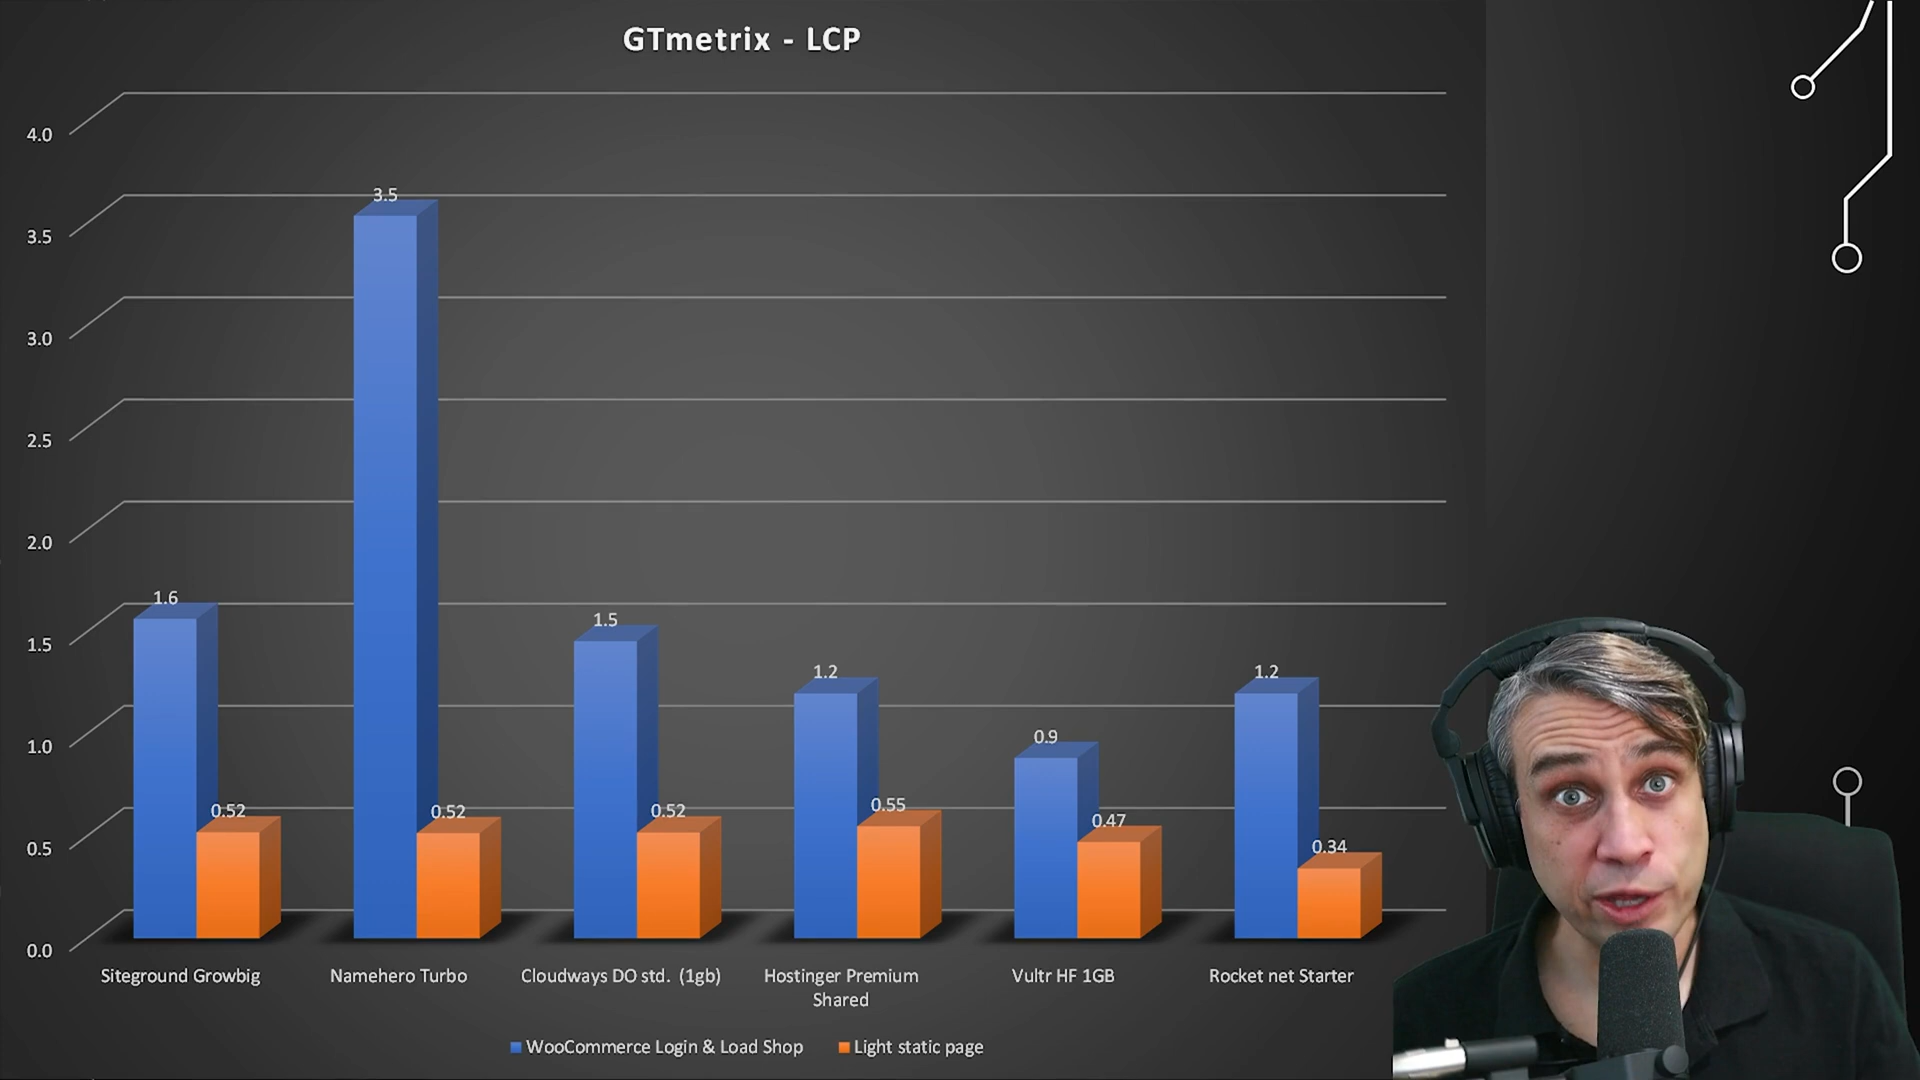 GTmetrix - LCP
4.0
3.5
3.0
2.5
2.0
1.5
1.0
0.5
0.0
1.6
0.52
3.5
0.52
1.5
0.52
1.2
0.55
0.9
0.47
1.2
0.34
Siteground Growbig
Namehero Turbo
Cloudways DO std. (1gb)
Hostinger Premium
Shared
Vultr HF 1GB
Rocket net Starter
WooCommerce Login & Load Shop
Light static page